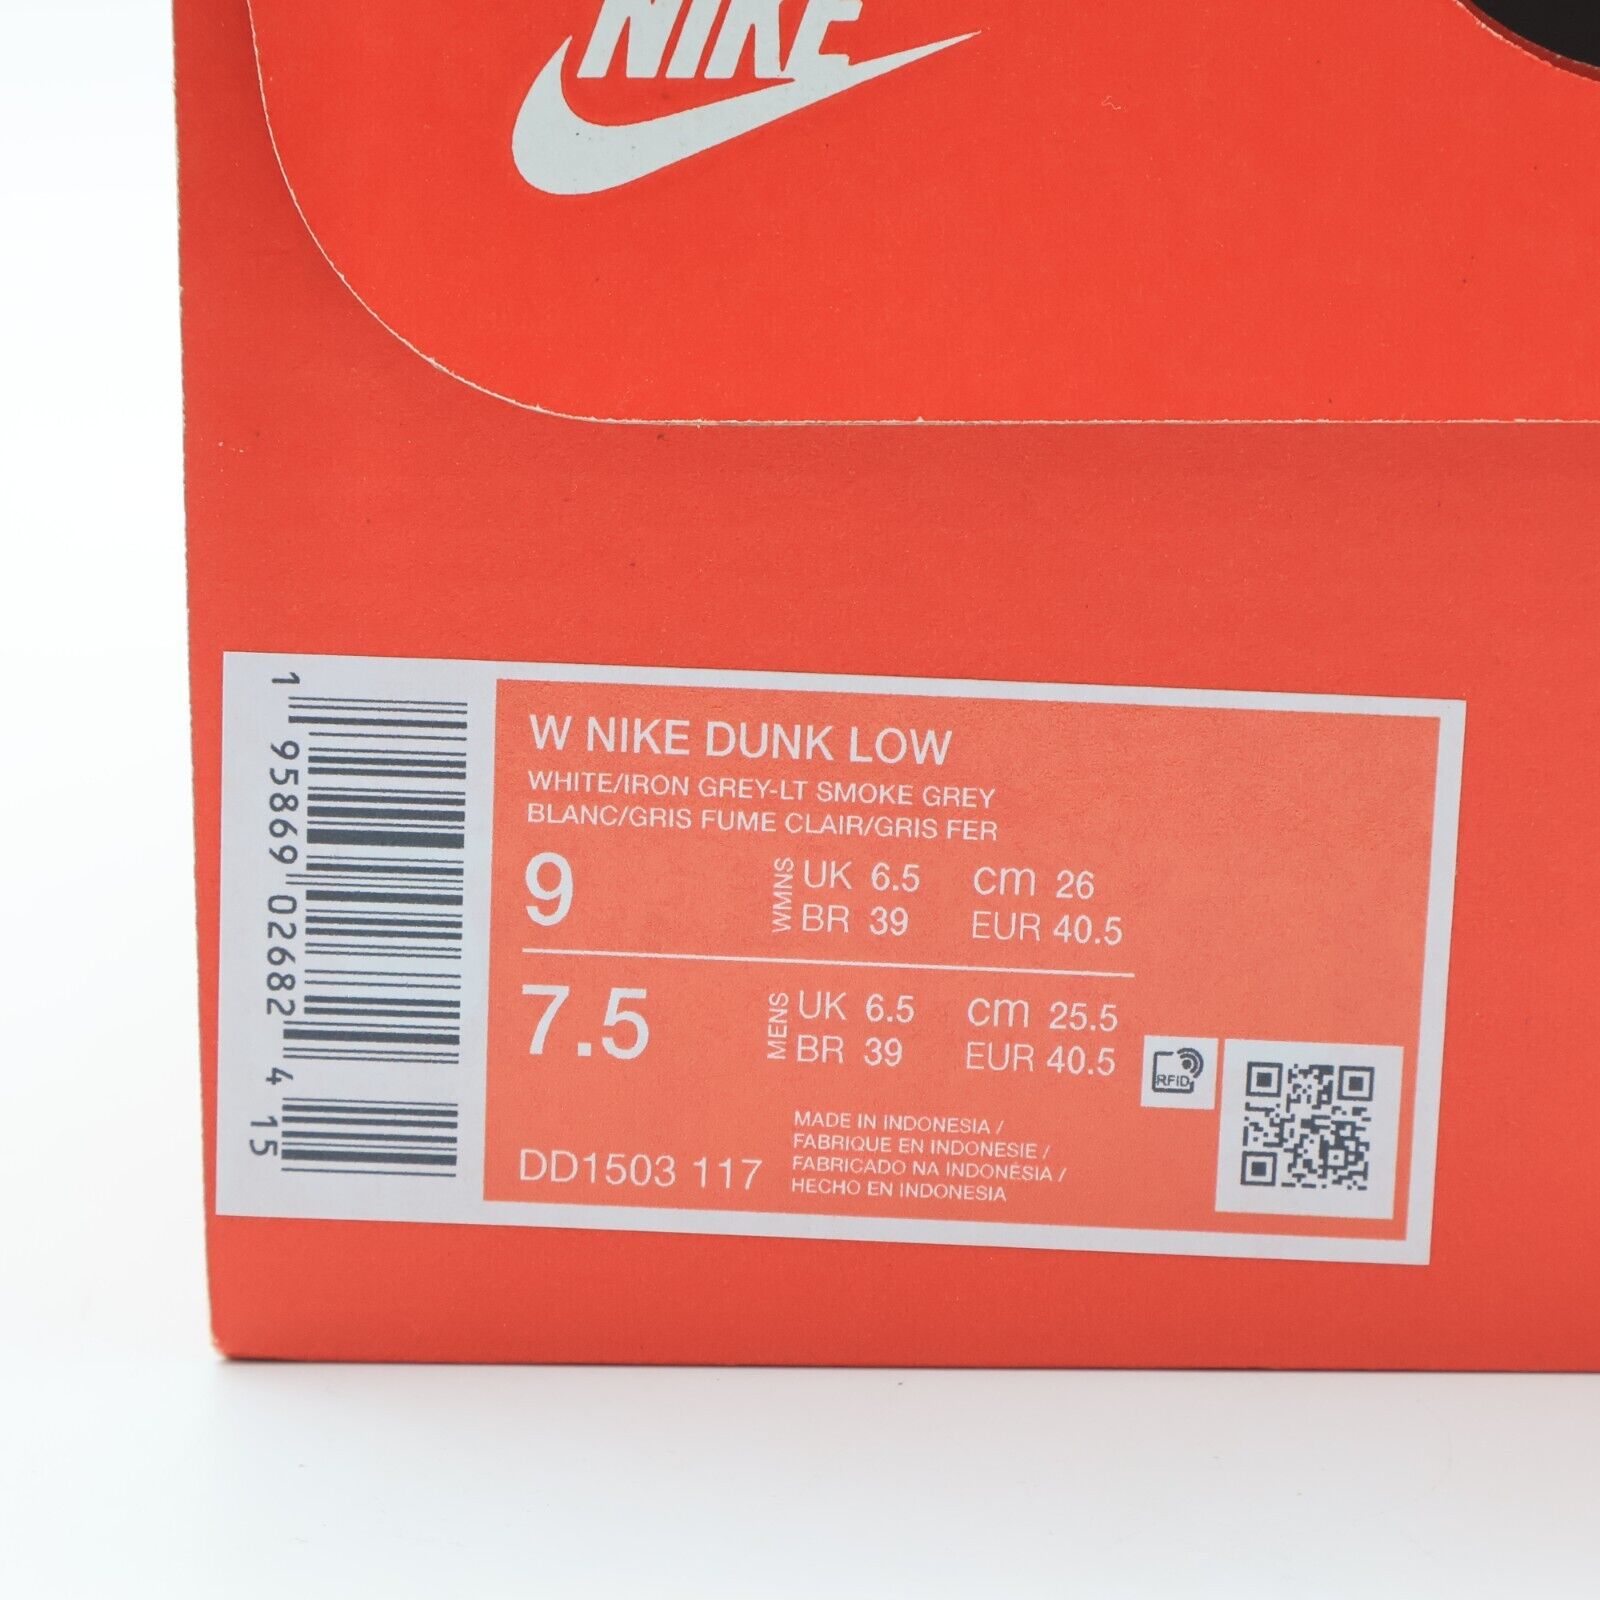 NIKE
W NIKE DUNK LOW
WHITE/IRON GREY-LT SMOKE GREY
BLANC/GRIS FUME CLAIR/GRIS FER
9 WMNS UK 6.5 cm 26
BR 39 EUR 40.5
7.5 MENS UK 6.5 cm 25.5
BR 39 EUR 40.5
RFID
DD1503 117
MADE IN INDONESIA /
FABRIQUE EN INDONESIE /
FABRICADO NA INDONÉSIA /
HECHO EN INDONESIA
1 95869 02682 4 15